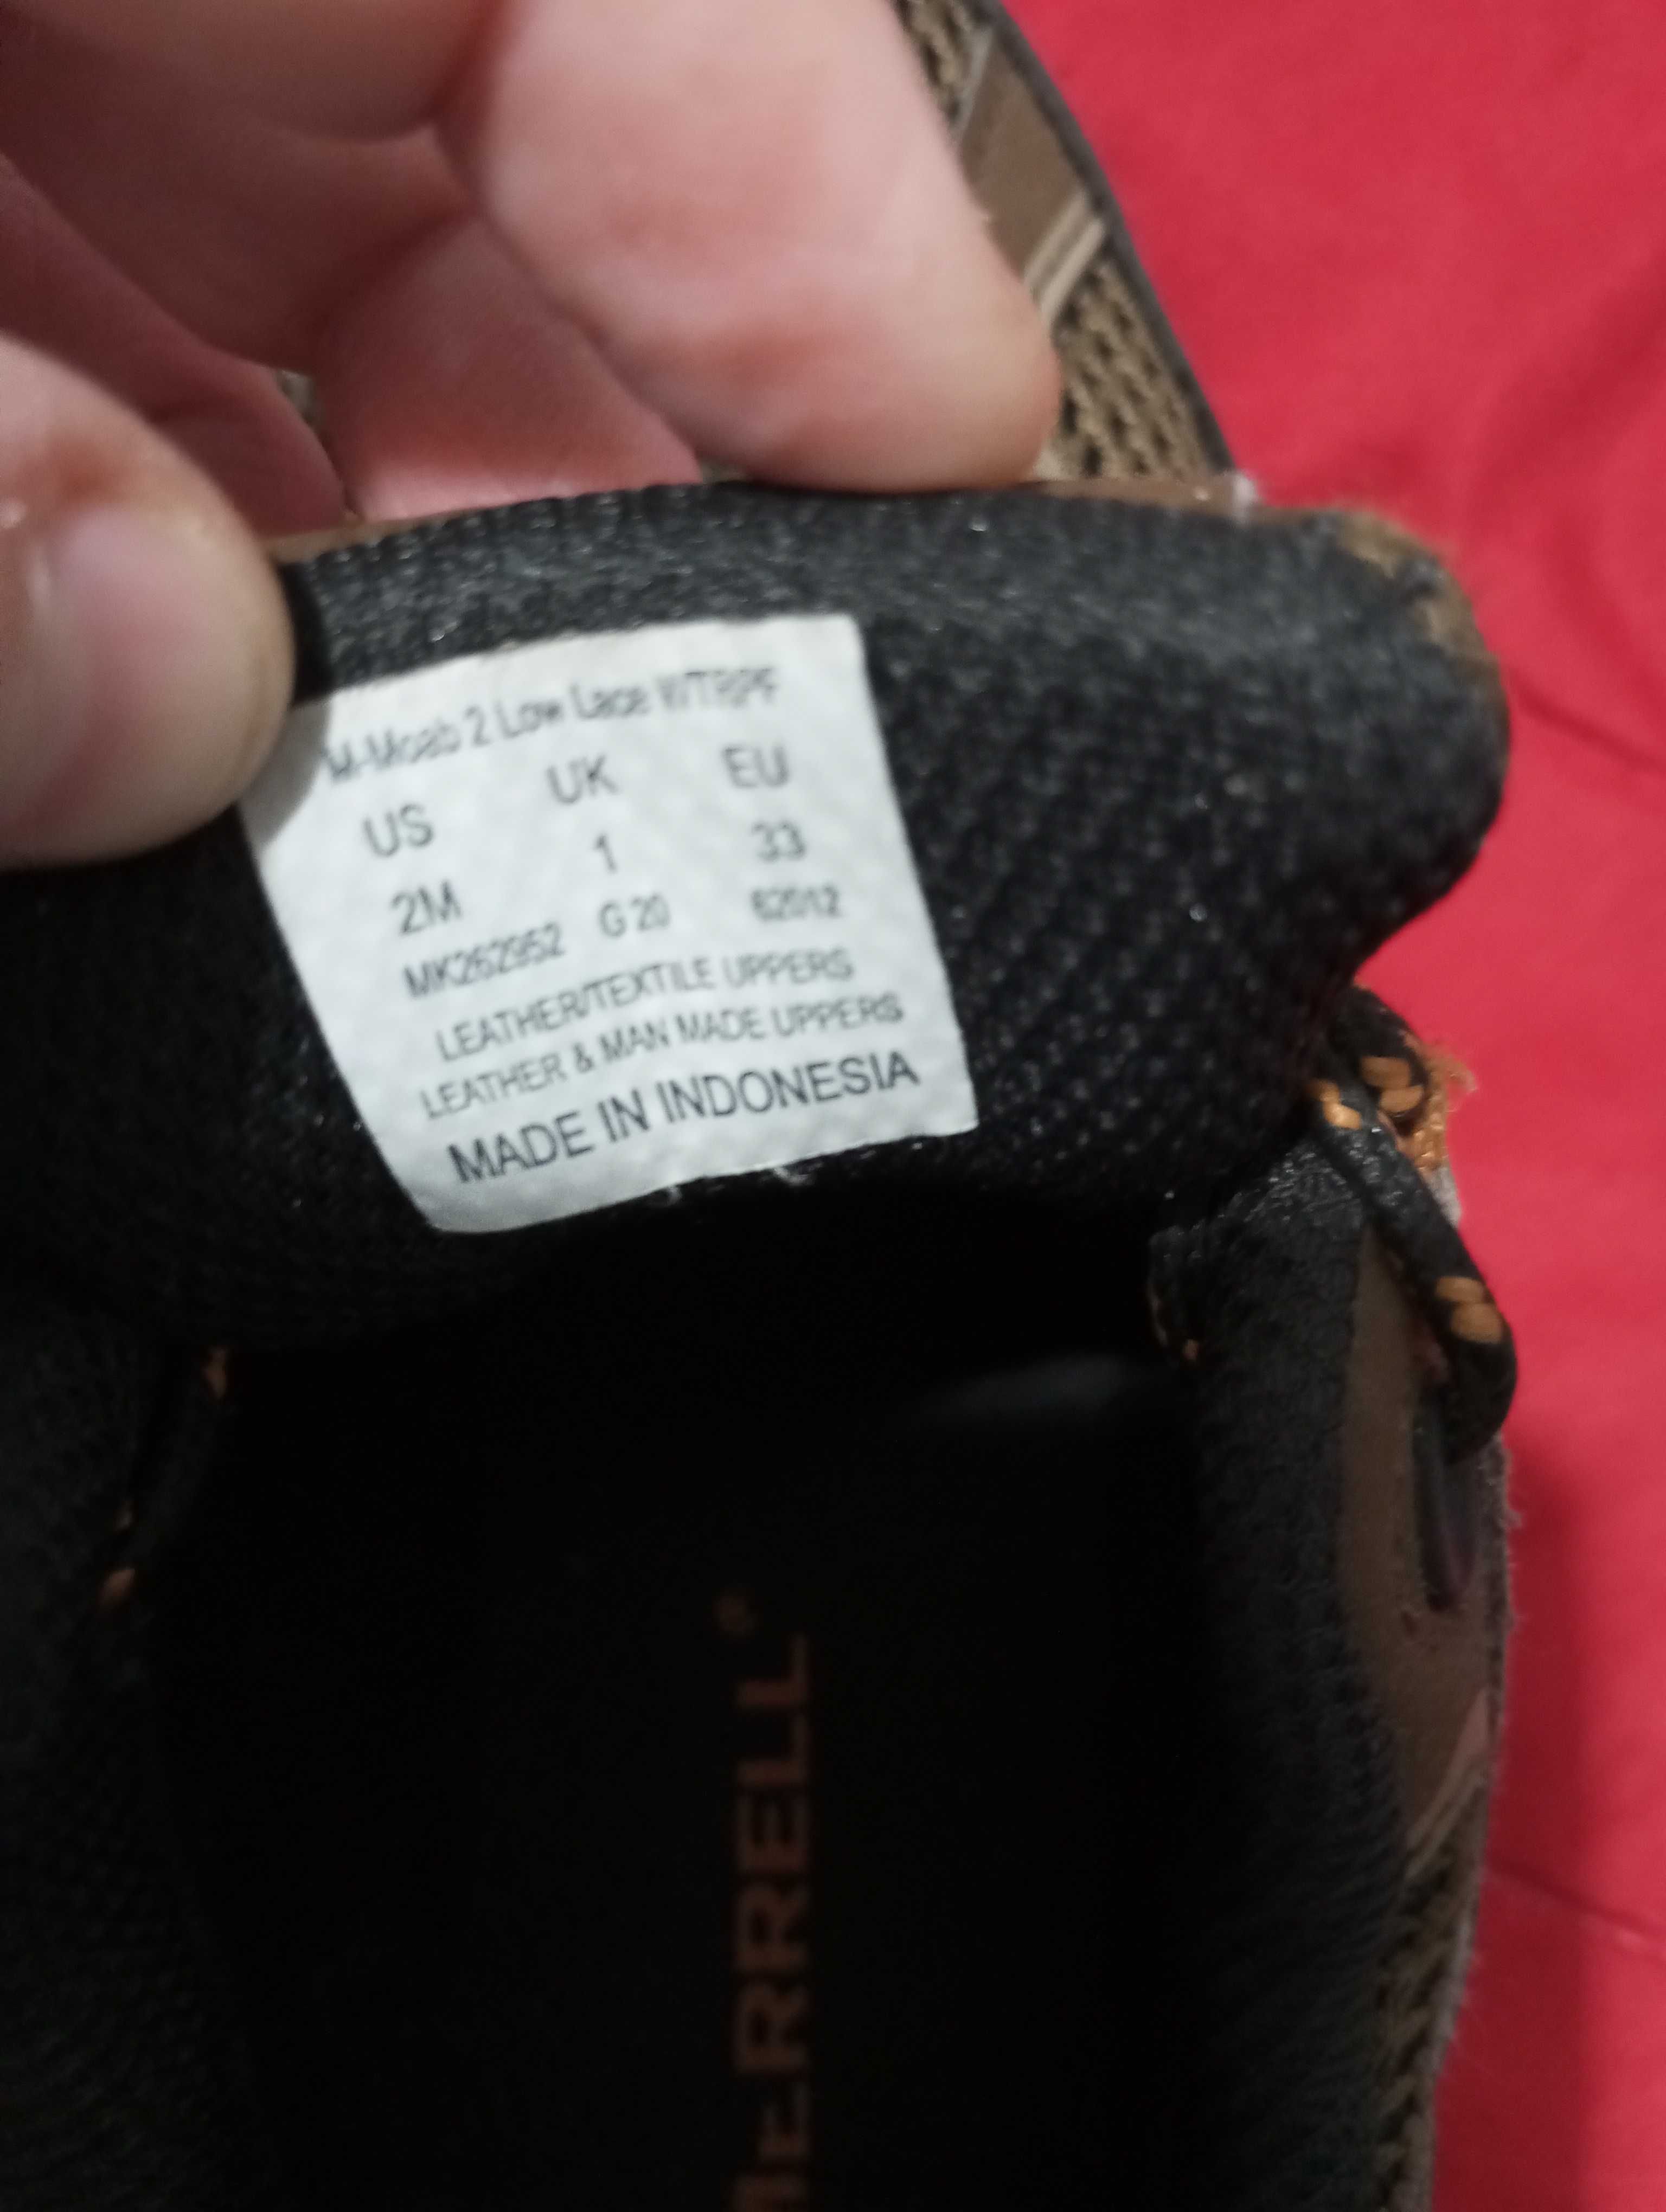 M-Moab 2 Low Lace WTRPF
US UK EU
2M 1 33
MK262952 G 20 62012
LEATHER/TEXTILE UPPERS
LEATHER & MAN MADE UPPERS
MADE IN INDONESIA
MERRELL®